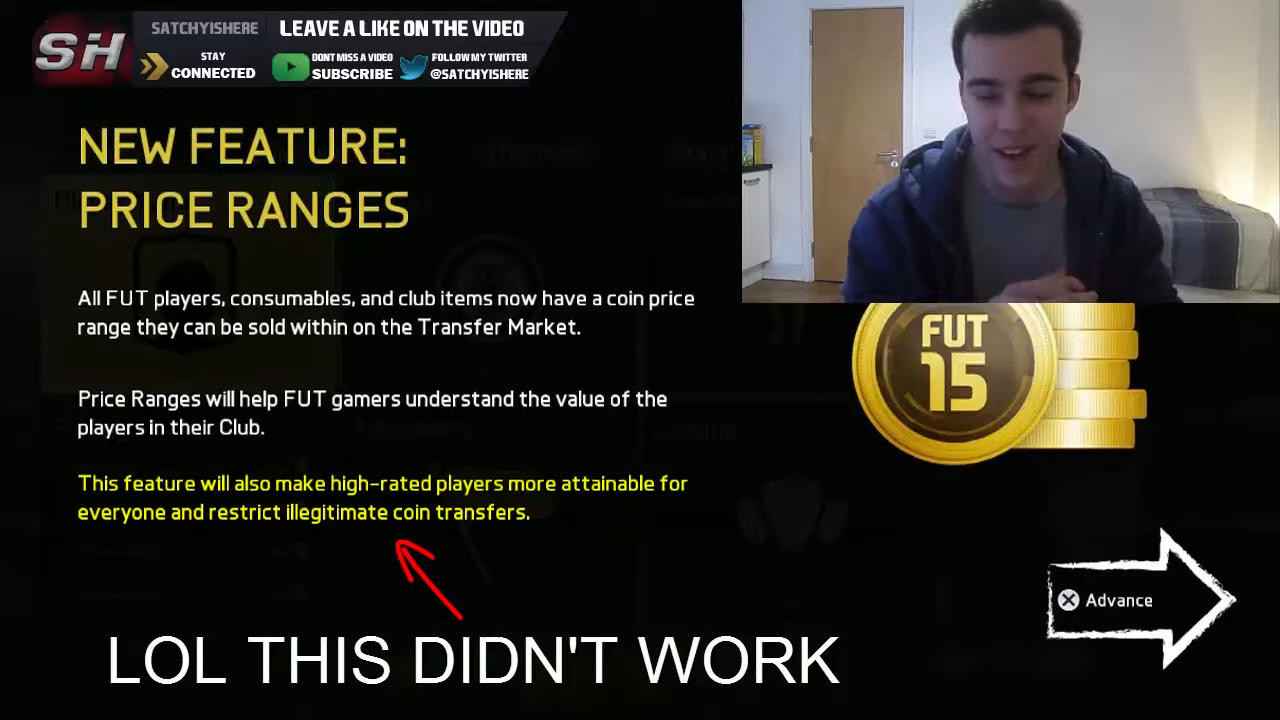 SH
SATCHYISHERE
LEAVE A LIKE ON THE VIDEO
STAY
CONNECTED
DONT MISS A VIDEO
SUBSCRIBE
FOLLOW MY TWITTER
@SATCHYISHERE
NEW FEATURE:
PRICE RANGES
All FUT players, consumables, and club items now have a coin price
range they can be sold within on the Transfer Market.
Price Ranges will help FUT gamers understand the value of the
players in their Club.
This feature will also make high-rated players more attainable for
everyone and restrict illegitimate coin transfers.
FUT
15
Advance
LOL THIS DIDN'T WORK